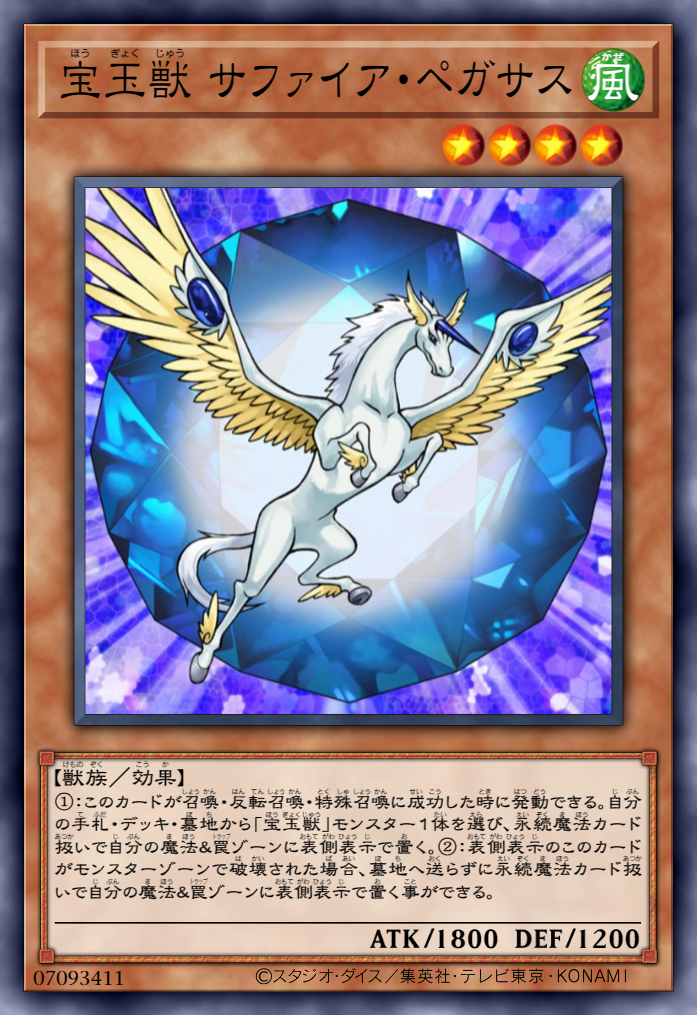 宝玉獣 サファイア・ペガサス
風
【獣族／効果】
①:このカードが召喚・反転召喚・特殊召喚に成功した時に発動できる。自分
の手札・デッキ・墓地から「宝玉獣」モンスター1体を選び、永続魔法カード
扱いで自分の魔法&罠ゾーンに表側表示で置く。②:表側表示のこのカード
がモンスターゾーンで破壊された場合、墓地へ送らずに永続魔法カード扱
いで自分の魔法&罠ゾーンに表側表示で置く事ができる。
ATK/1800 DEF/1200
07093411 ©スタジオ・ダイス／集英社・テレビ東京・KONAMI